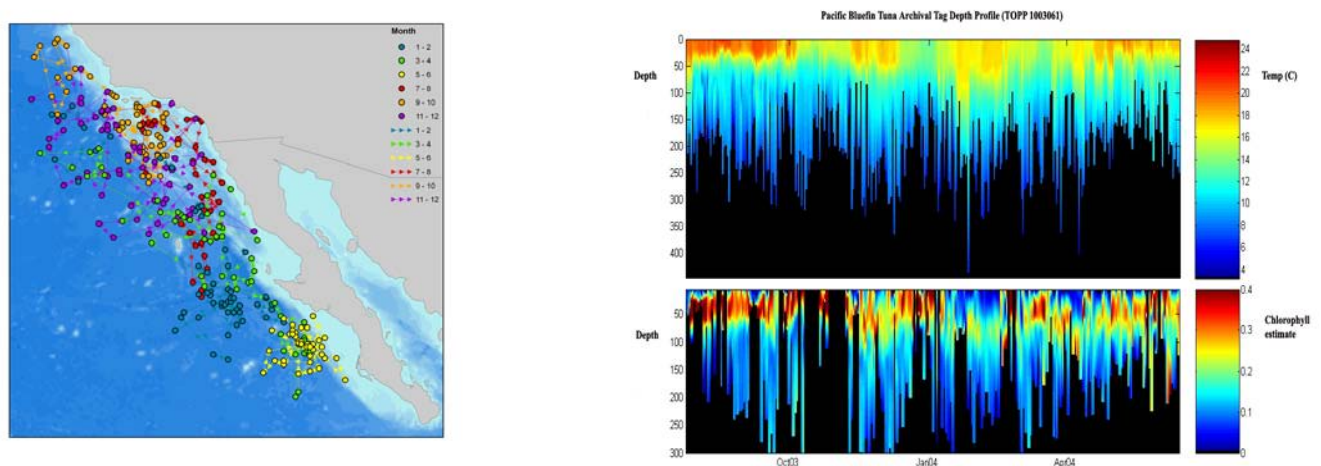 Month
1 - 2
3 - 4
5 - 6
7 - 8
9 - 10
11 - 12
1 - 2
3 - 4
5 - 6
7 - 8
9 - 10
11 - 12
Pacific Bluefin Tuna Archival Tag Depth Profile (TOPP 1003061)
Depth
0
50
100
150
200
250
300
350
400
24
22
20
18
16
14
12
10
8
6
4
Temp (C)
Depth
50
100
150
200
250
300
Oct03
Jan04
Apr04
0.4
0.3
0.2
0.1
0
Chlorophyll
estimate